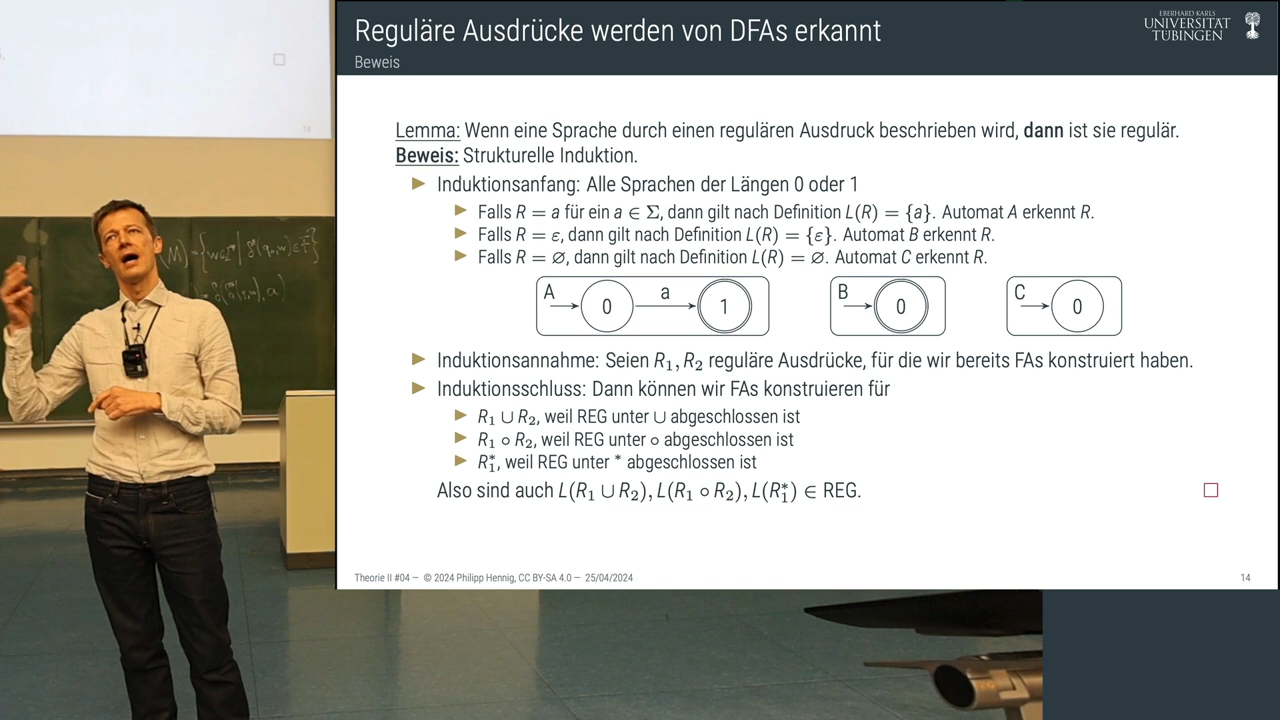 Reguläre Ausdrücke werden von DFAs erkannt
Beweis
EBERHARD KARLS
UNIVERSITÄT
TÜBINGEN
Lemma: Wenn eine Sprache durch einen regulären Ausdruck beschrieben wird, dann ist sie regulär.
Beweis: Strukturelle Induktion.
Induktionsanfang: Alle Sprachen der Längen 0 oder 1
Falls R = a für ein a ∈ Σ, dann gilt nach Definition L(R) = {a}. Automat A erkennt R.
Falls R = ε, dann gilt nach Definition L(R) = {ε}. Automat B erkennt R.
Falls R = ∅, dann gilt nach Definition L(R) = ∅. Automat C erkennt R.
A 0 a 1
B 0
C 0
Induktionsannahme: Seien R₁, R₂ reguläre Ausdrücke, für die wir bereits FAs konstruiert haben.
Induktionsschluss: Dann können wir FAs konstruieren für
R₁ ∪ R₂, weil REG unter ∪ abgeschlossen ist
R₁ ∘ R₂, weil REG unter ∘ abgeschlossen ist
R₁*, weil REG unter * abgeschlossen ist
Also sind auch L(R₁ ∪ R₂), L(R₁ ∘ R₂), L(R₁*) ∈ REG.
Theorie II #04 — © 2024 Philipp Hennig, CC BY-SA 4.0 — 25/04/2024
14
14